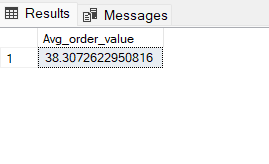 Results Messages
Avg_order_value
1 38.3072622950816